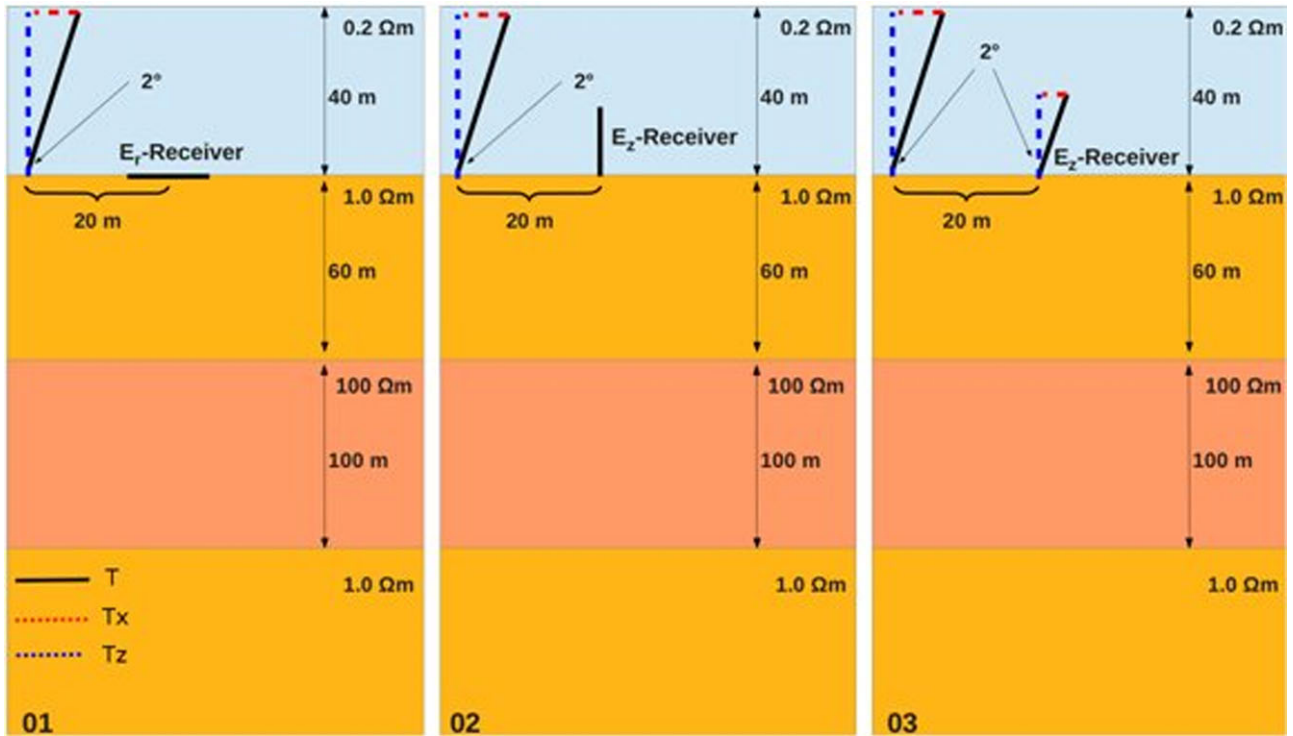 0.2 Ωm
2°
40 m
Er-Receiver
1.0 Ωm
20 m
60 m
100 Ωm
100 m
T
1.0 Ωm
Tx
Tz
01
0.2 Ωm
2°
40 m
Ez-Receiver
1.0 Ωm
20 m
60 m
100 Ωm
100 m
1.0 Ωm
02
0.2 Ωm
2°
40 m
Ez-Receiver
1.0 Ωm
20 m
60 m
100 Ωm
100 m
1.0 Ωm
03